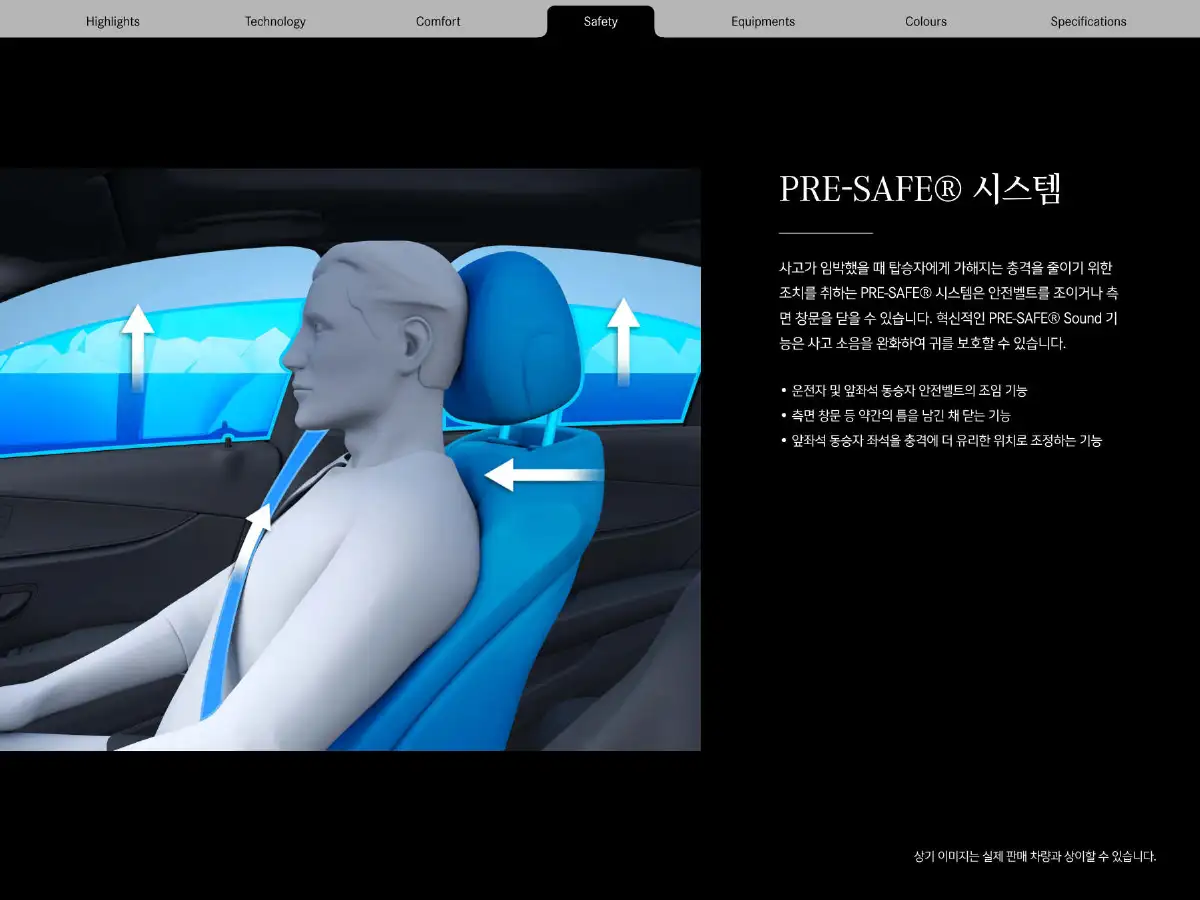 Highlights
Technology
Comfort
Safety
Equipments
Colours
Specifications
PRE-SAFE® 시스템
사고가 임박했을 때 탑승자에게 가해지는 충격을 줄이기 위한
조치를 취하는 PRE-SAFE® 시스템은 안전벨트를 조이거나 측
면 창문을 닫을 수 있습니다. 혁신적인 PRE-SAFE® Sound 기
능은 사고 소음을 완화하여 귀를 보호할 수 있습니다.
• 운전자 및 앞좌석 동승자 안전벨트의 조임 기능
• 측면 창문 등 약간의 틈을 남긴 채 닫는 기능
• 앞좌석 동승자 좌석을 충격에 더 유리한 위치로 조정하는 기능
상기 이미지는 실제 판매 차량과 상이할 수 있습니다.